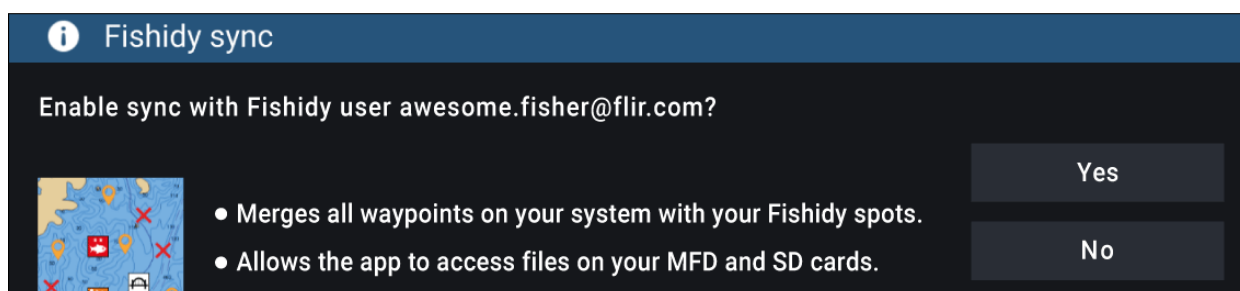 Fishidy sync
Enable sync with Fishidy user awesome.fisher@flir.com?
Yes
● Merges all waypoints on your system with your Fishidy spots.
No
● Allows the app to access files on your MFD and SD cards.